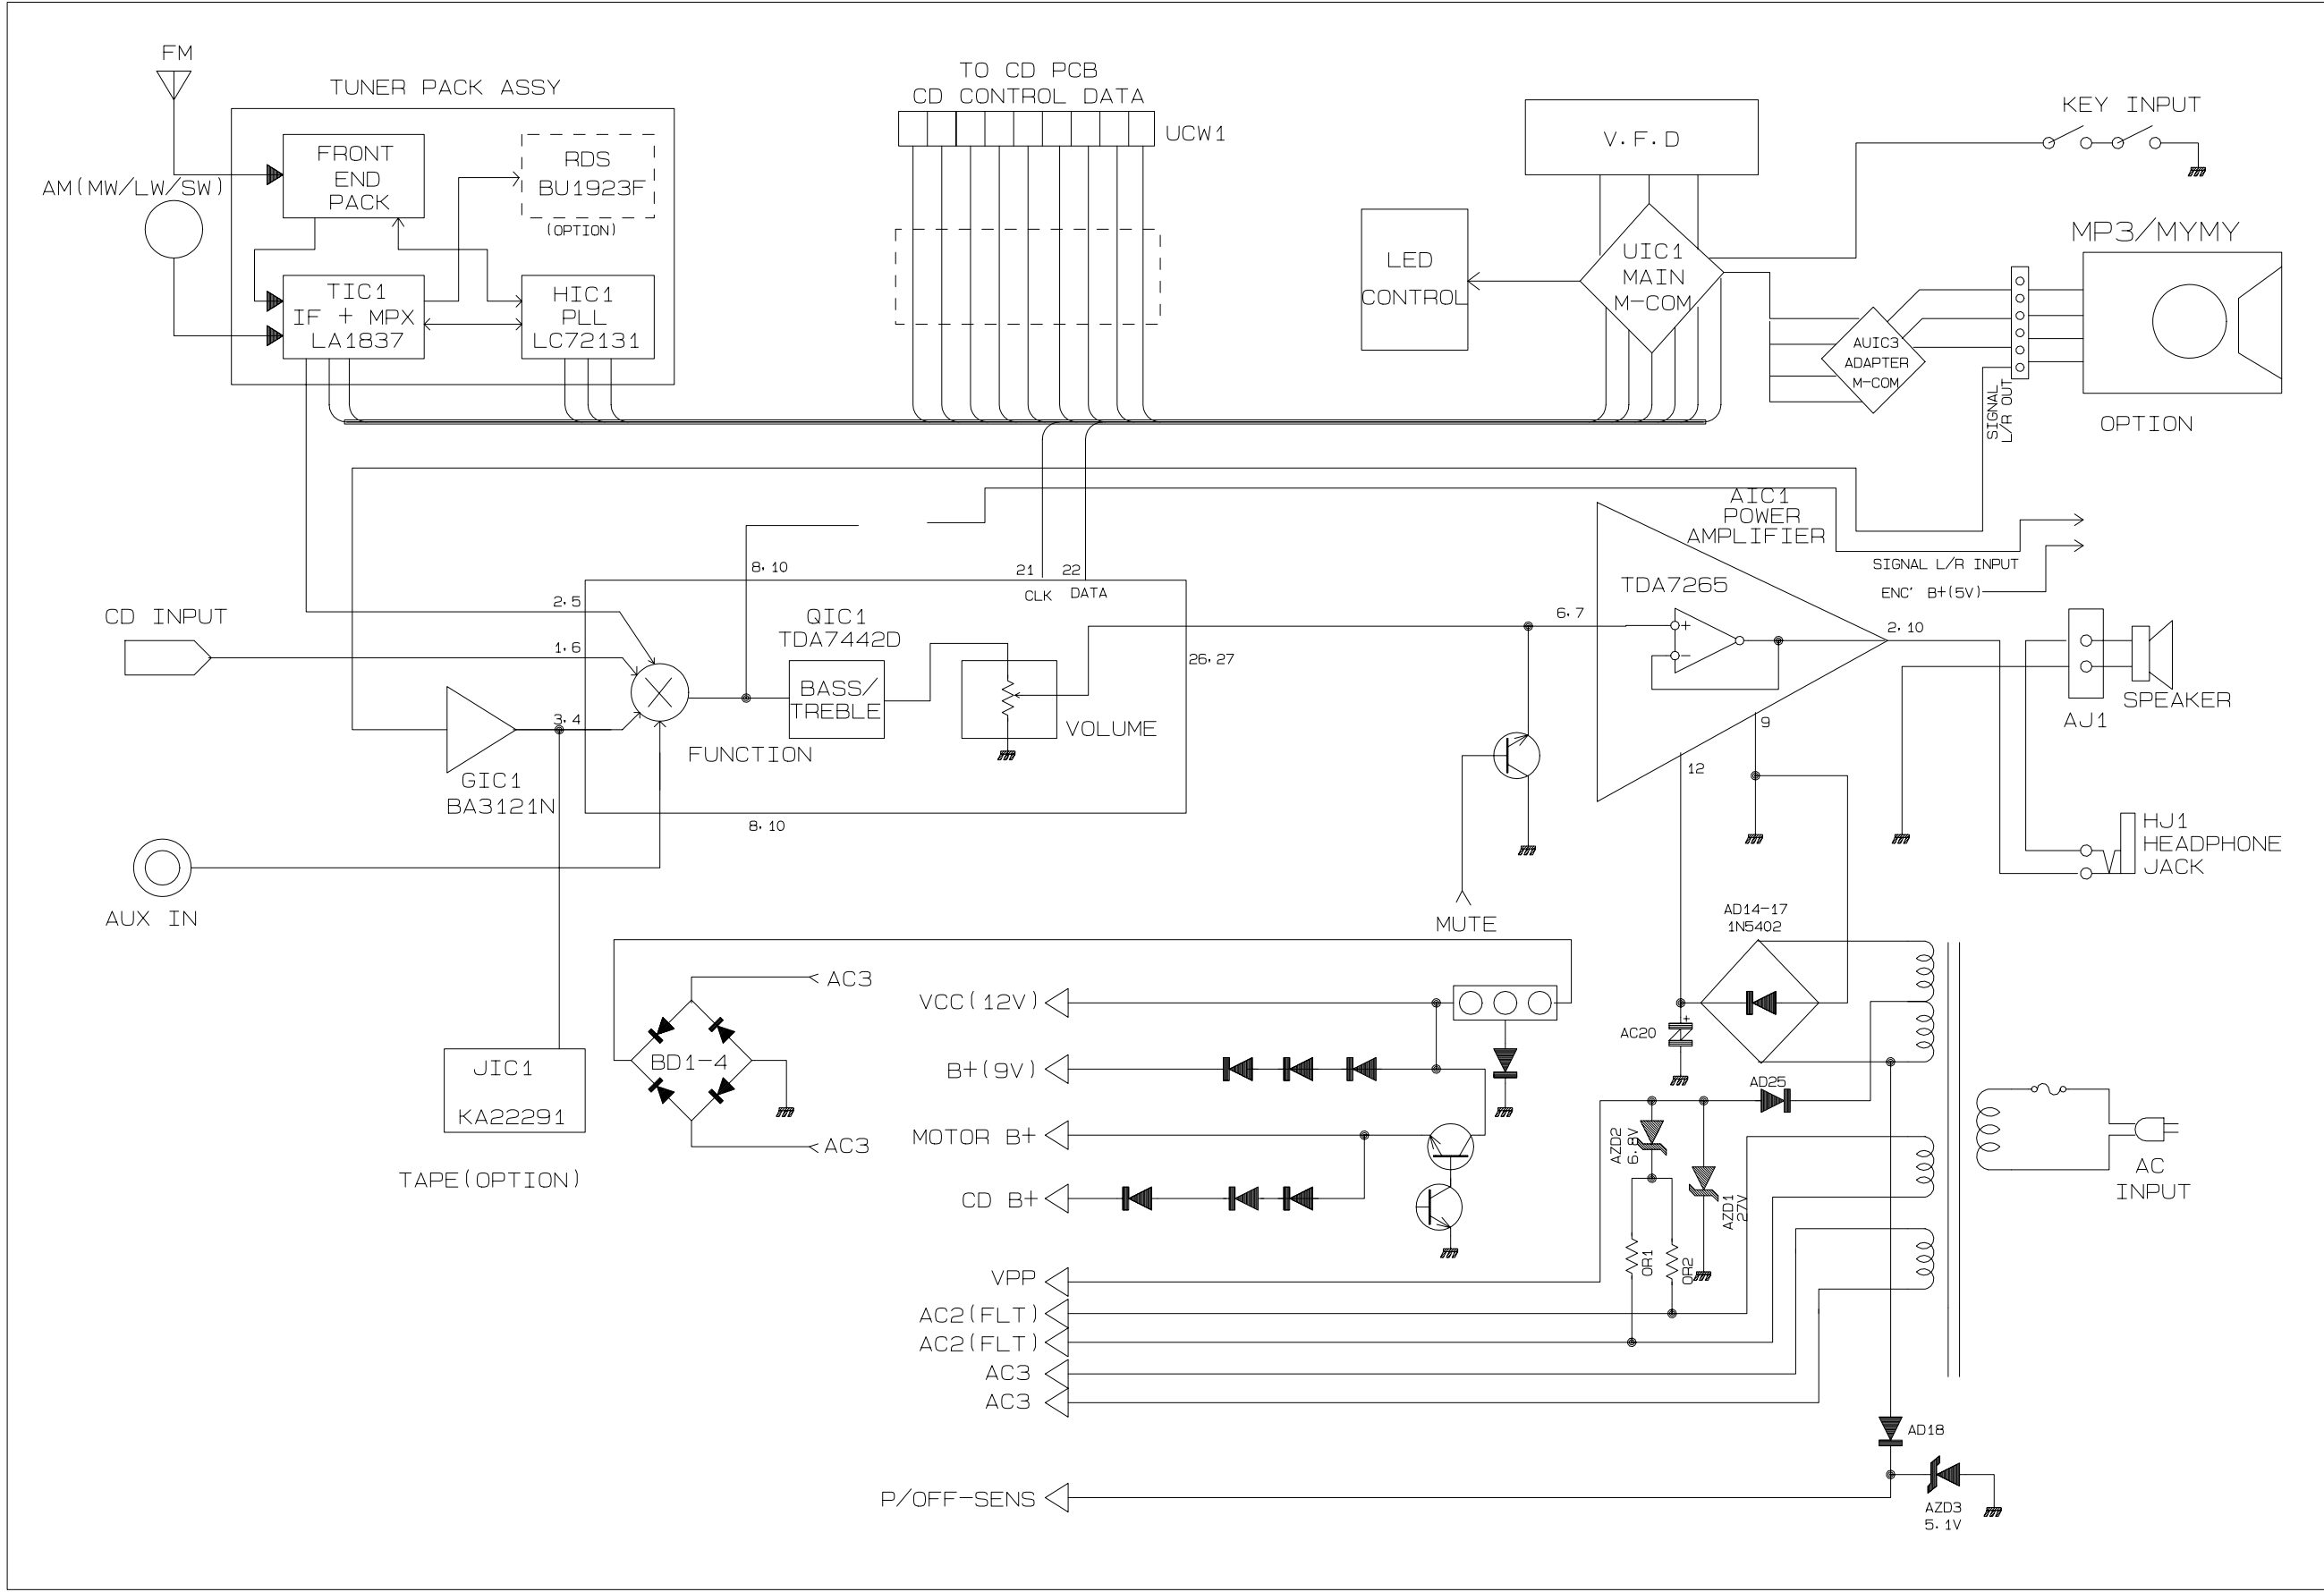 FM
TUNER PACK ASSY
FRONT
END
PACK
RDS
BU1923F
(OPTION)
AM(MW/LW/SW)
TIC1
IF + MPX
LA1837
HIC1
PLL
LC72131
TO CD PCB
CD CONTROL DATA
UCW1
V.F.D
KEY INPUT
LED
CONTROL
UIC1
MAIN
M-COM
MP3/MYMY
AUIC3
ADAPTER
M-COM
SIGNAL
L/R OUT
OPTION
AIC1
POWER
AMPLIFIER
SIGNAL L/R INPUT
ENC' B+(5V)
8,10
21
22
CLK
DATA
2,5
CD INPUT
1,6
QIC1
TDA7442D
BASS/
TREBLE
VOLUME
26,27
3,4
FUNCTION
GIC1
BA3121N
8,10
6,7
TDA7265
+
-
2,10
9
12
SPEAKER
AJ1
HJ1
HEADPHONE
JACK
AUX IN
MUTE
AD14-17
1N5402
AC3
BD1-4
AC3
JIC1
KA22291
TAPE(OPTION)
VCC(12V)
B+(9V)
MOTOR B+
CD B+
VPP
AC2(FLT)
AC2(FLT)
AC3
AC3
P/OFF-SENS
+
AC20
AD25
AZD2
6.8V
AZD1
27V
OR1
OR2
AC
INPUT
AD18
AZD3
5.1V